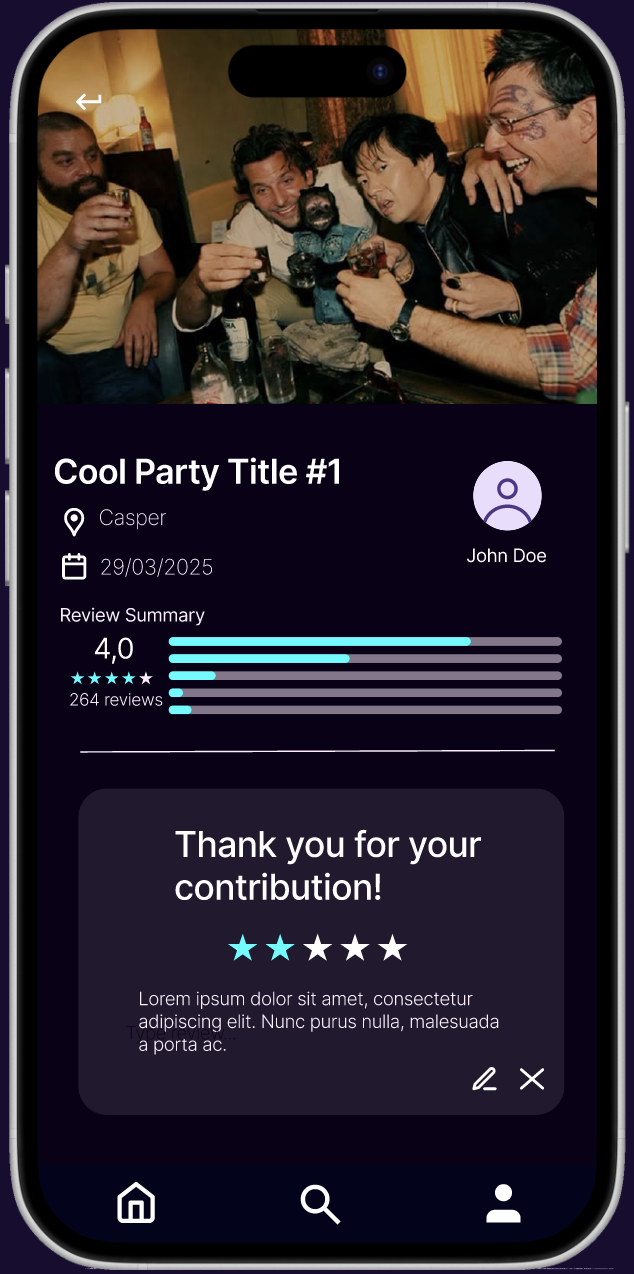 Cool Party Title #1
Casper
29/03/2025
John Doe
Review Summary
4,0
264 reviews
Thank you for your
contribution!
Lorem ipsum dolor sit amet, consectetur
adipiscing elit. Nunc purus nulla, malesuada
a porta ac.